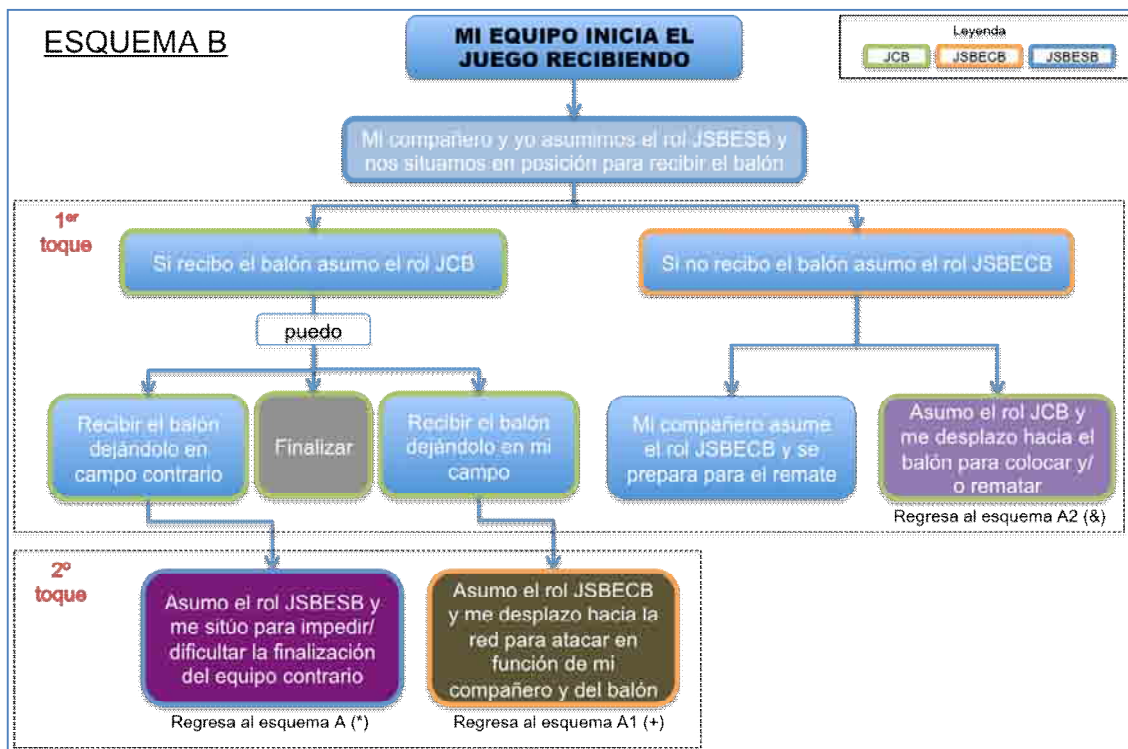 ESQUEMA B
MI EQUIPO INICIA EL
JUEGO RECIBIENDO
Leyenda
JCB
JSBECB
JSBESB
Mi compañero y yo asumimos el rol JSBESB y
nos situamos en posición para recibir el balón
1er
toque
Si recibo el balón asumo el rol JCB
Si no recibo el balón asumo el rol JSBECB
puedo
Recibir el balón
dejándolo en
campo contrario
Finalizar
Recibir el balón
dejándolo en mi
campo
Mi compañero asume
el rol JSBECB y se
prepara para el remate
Asumo el rol JCB y
me desplazo hacia el
balón para colocar y/
o rematar
Regresa al esquema A2 (&)
2º
toque
Asumo el rol JSBESB y
me sitúo para impedir/
dificultar la finalización
del equipo contrario
Regresa al esquema A (*)
Asumo el rol JSBECB
y me desplazo hacia la
red para atacar en
función de mi
compañero y del balón
Regresa al esquema A1 (+)